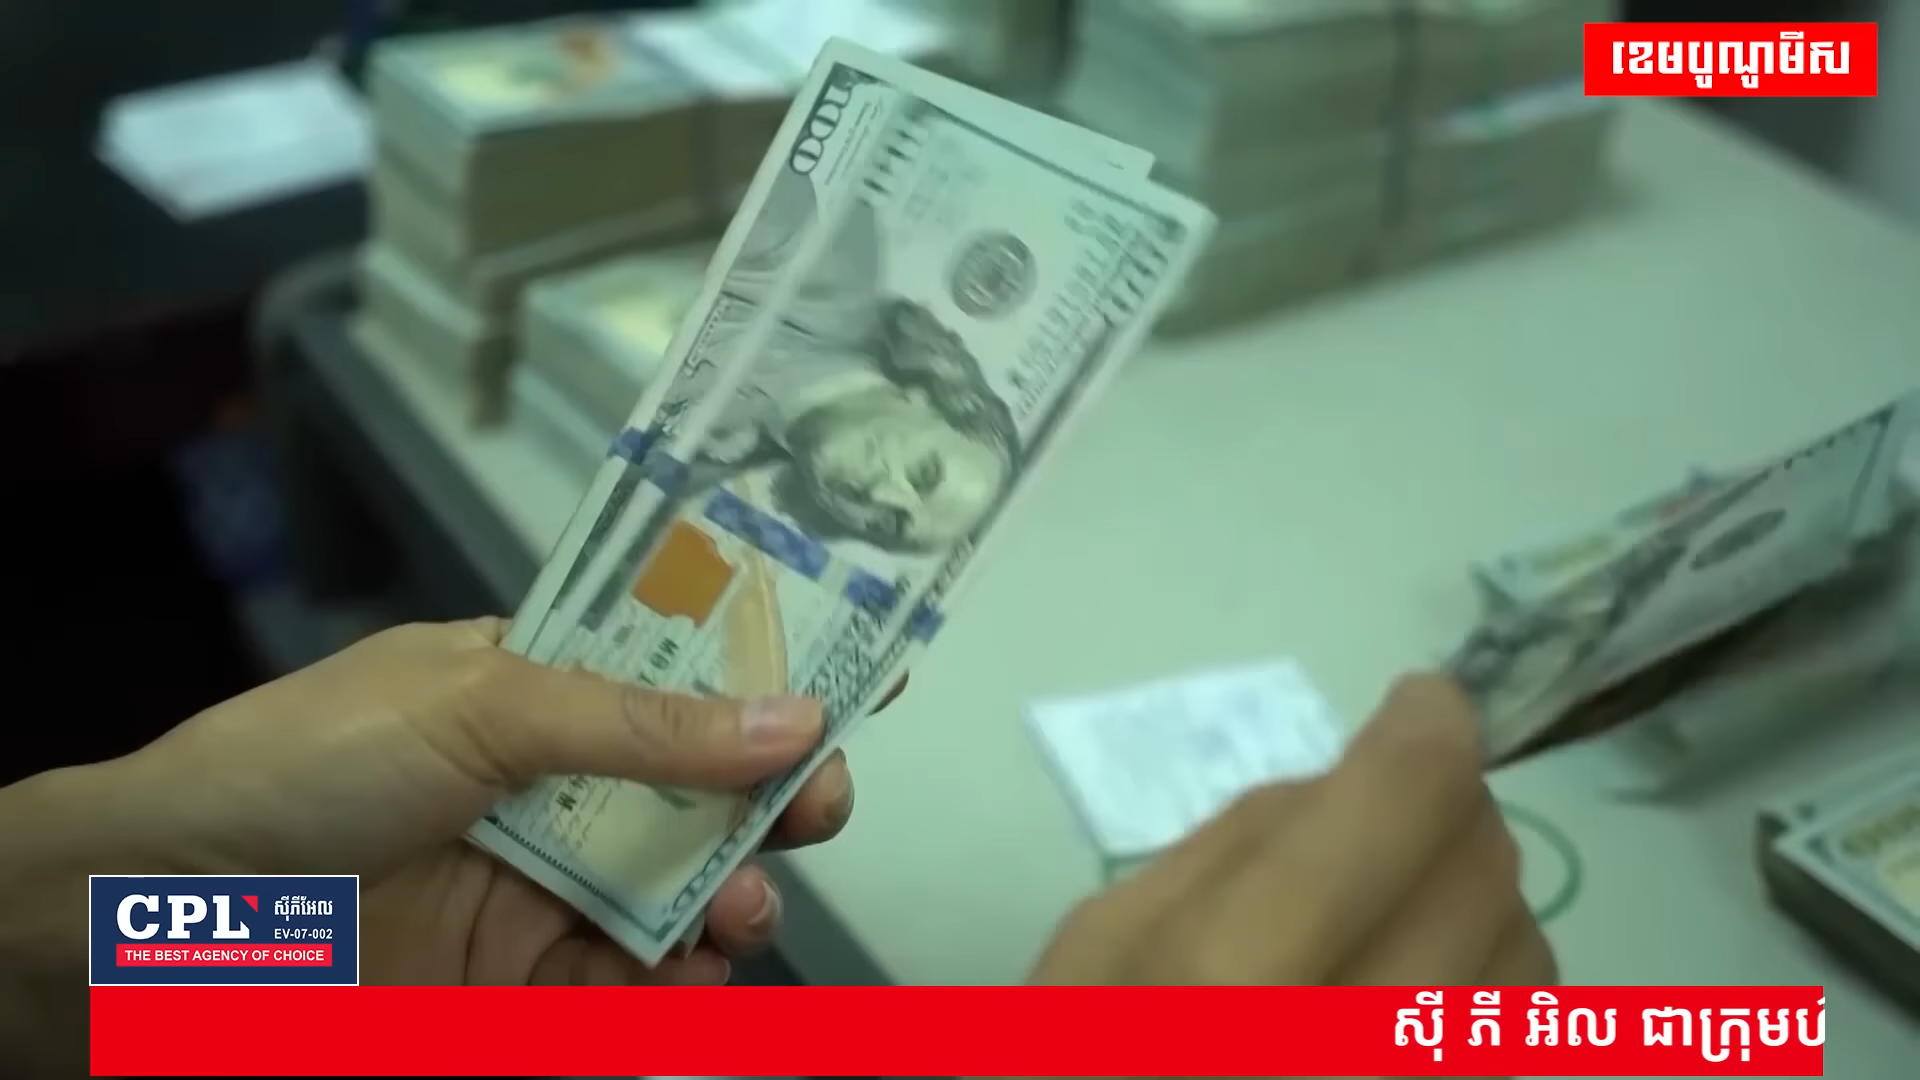 ខេមបូណូមីស
100
CPL
ស៊ីភីអែល
EV-07-002
THE BEST AGENCY OF CHOICE
ស៊ី ភី អិល ជាក្រុមហ៊